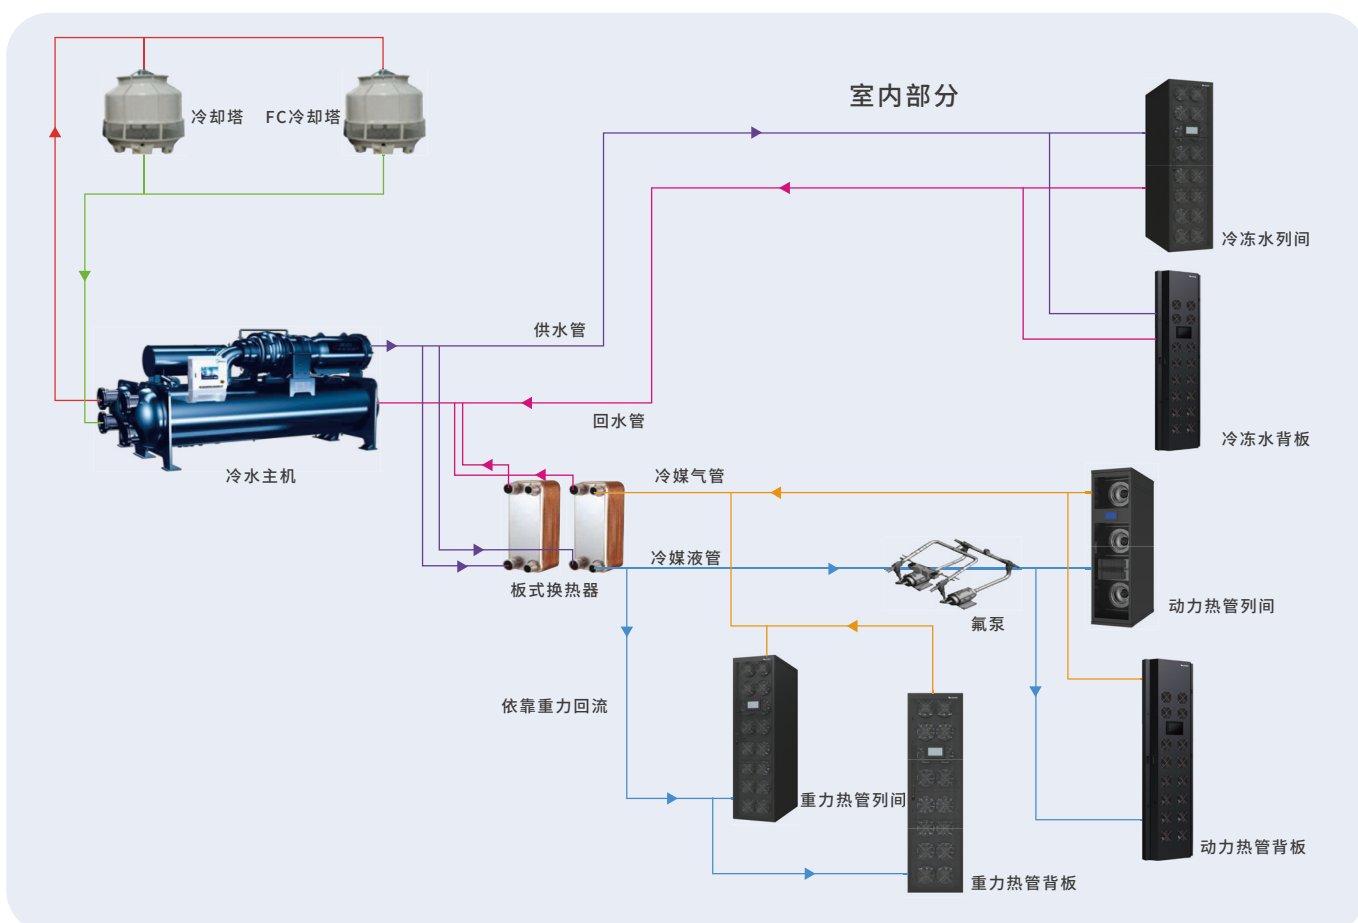 室内部分
冷却塔
FC冷却塔
冷冻水列间
供水管
回水管
冷水主机
冷冻水背板
冷媒气管
冷媒液管
板式换热器
氟泵
动力热管列间
依靠重力回流
重力热管列间
动力热管背板
重力热管背板